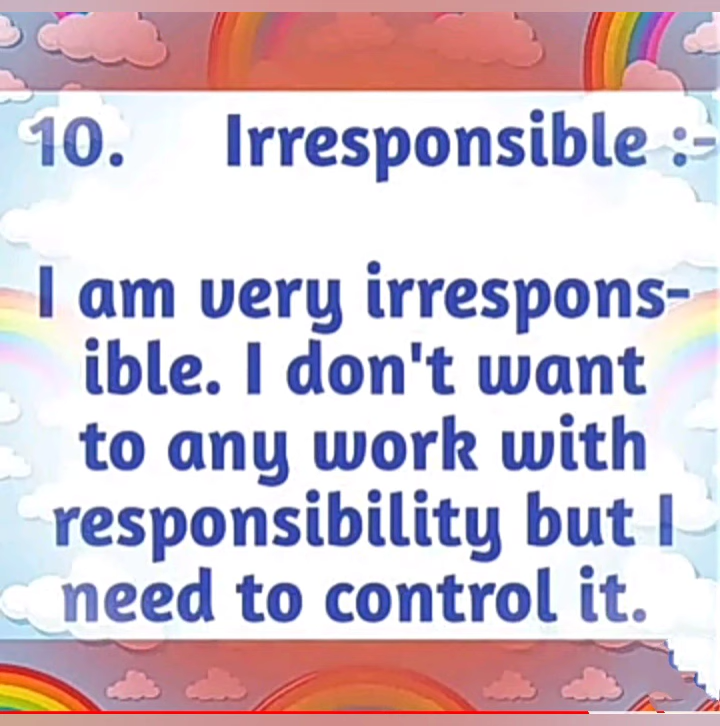 10. Irresponsible :-
I am very irrespons-
ible. I don't want
to any work with
responsibility but I
need to control it.